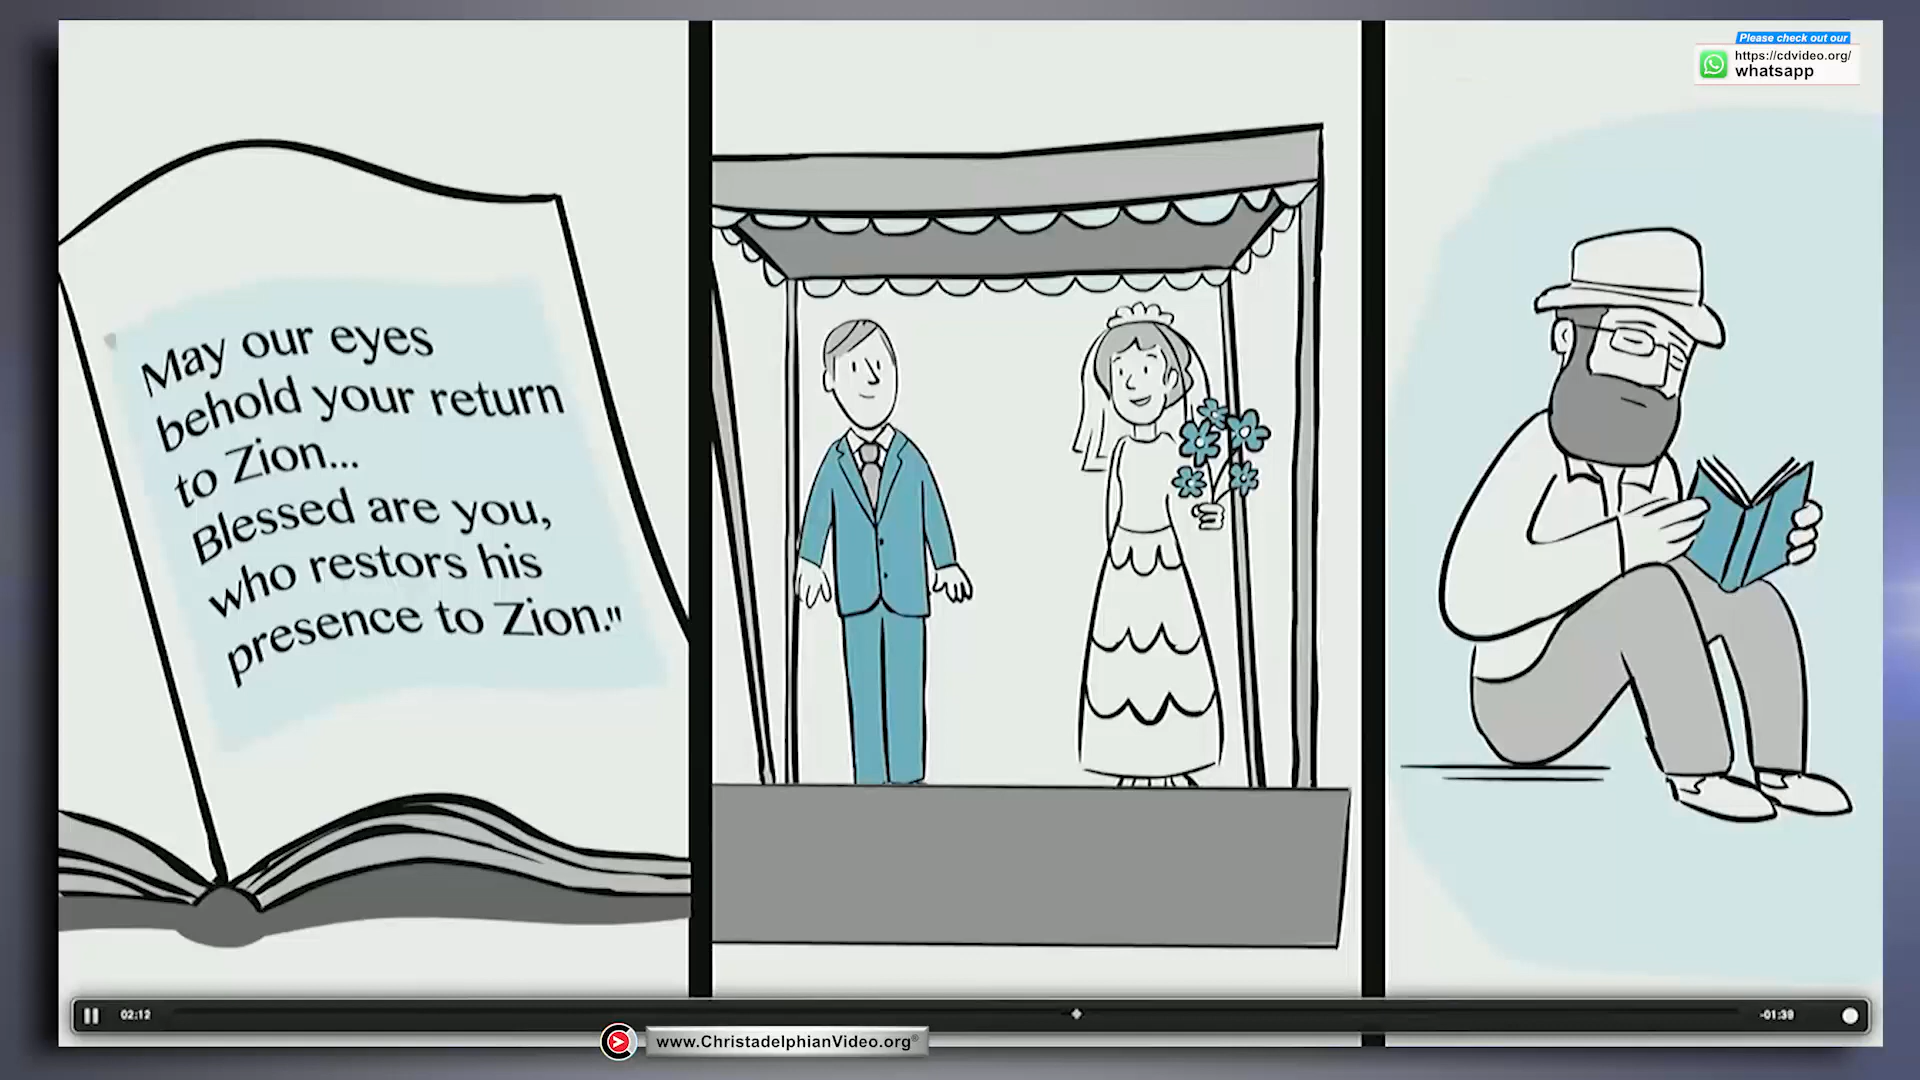 Please check out our
https://cdvideo.org/
whatsapp
May our eyes
behold your return
to Zion...
Blessed are you,
who restors his
presence to Zion."
02:12
-01:39
www.ChristadelphianVideo.org®